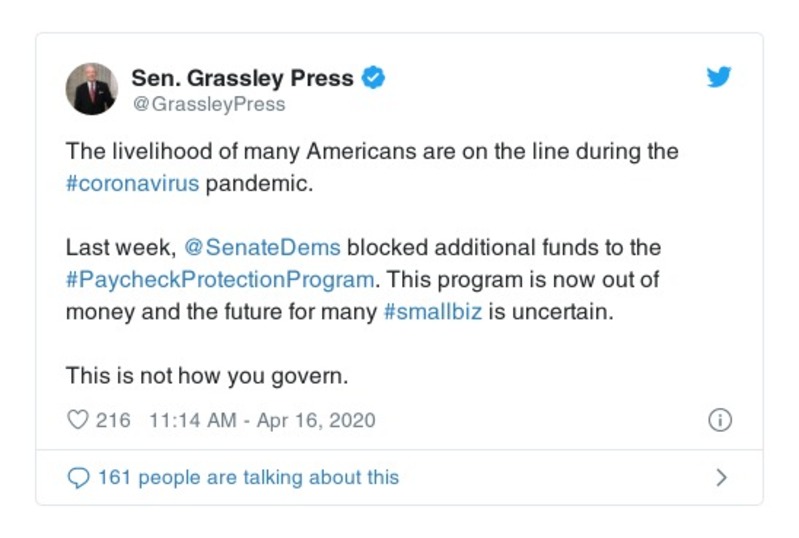 Sen. Grassley Press
@GrassleyPress
The livelihood of many Americans are on the line during the
#coronavirus pandemic.
Last week, @SenateDems blocked additional funds to the
#PaycheckProtectionProgram. This program is now out of
money and the future for many #smallbiz is uncertain.
This is not how you govern.
216 11:14 AM - Apr 16, 2020
161 people are talking about this